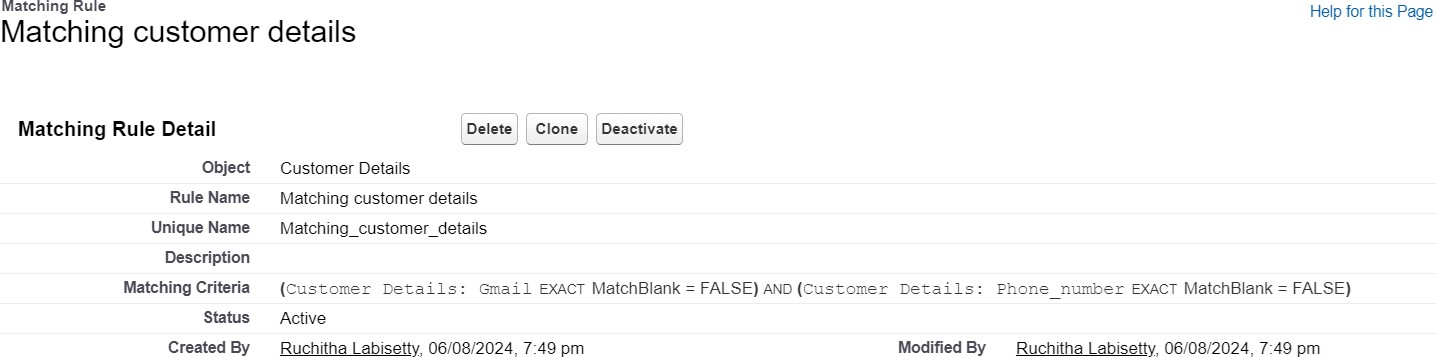 Matching Rule
Help for this Page
Matching customer details
Matching Rule Detail Delete Clone Deactivate
Object Customer Details
Rule Name Matching customer details
Unique Name Matching_customer_details
Description
Matching Criteria (Customer Details: Gmail EXACT MatchBlank = FALSE) AND (Customer Details: Phone_number EXACT MatchBlank = FALSE)
Status Active
Created By Ruchitha Labisetty, 06/08/2024, 7:49 pm Modified By Ruchitha Labisetty, 06/08/2024, 7:49 pm